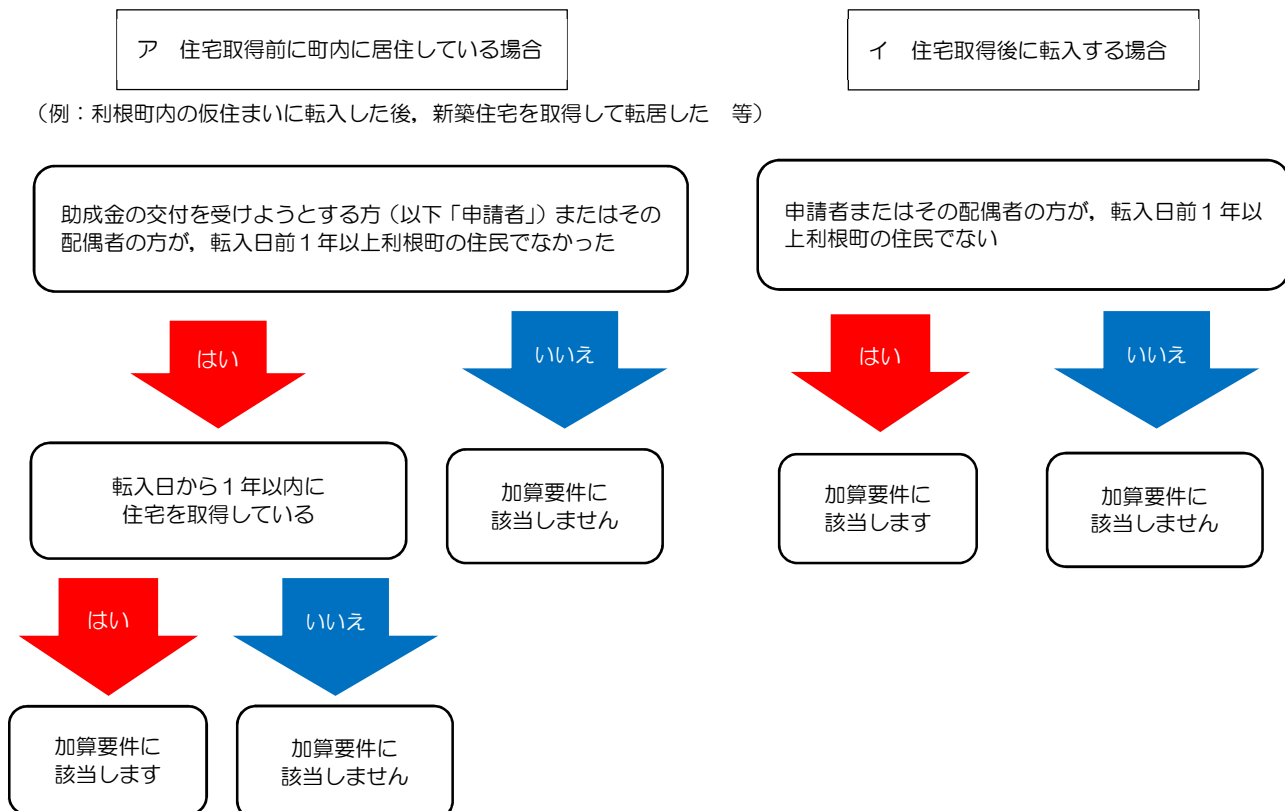 ア　住宅取得前に町内に居住している場合
（例：利根町内の仮住まいに転入した後，新築住宅を取得して転居した　等）
助成金の交付を受けようとする方（以下「申請者」）またはその
配偶者の方が，転入日前１年以上利根町の住民でなかった
はい
いいえ
転入日から１年以内に
住宅を取得している
加算要件に
該当しません
はい
いいえ
加算要件に
該当します
加算要件に
該当しません
イ　住宅取得後に転入する場合
申請者またはその配偶者の方が，転入日前１年以
上利根町の住民でない
はい
いいえ
加算要件に
該当します
加算要件に
該当しません